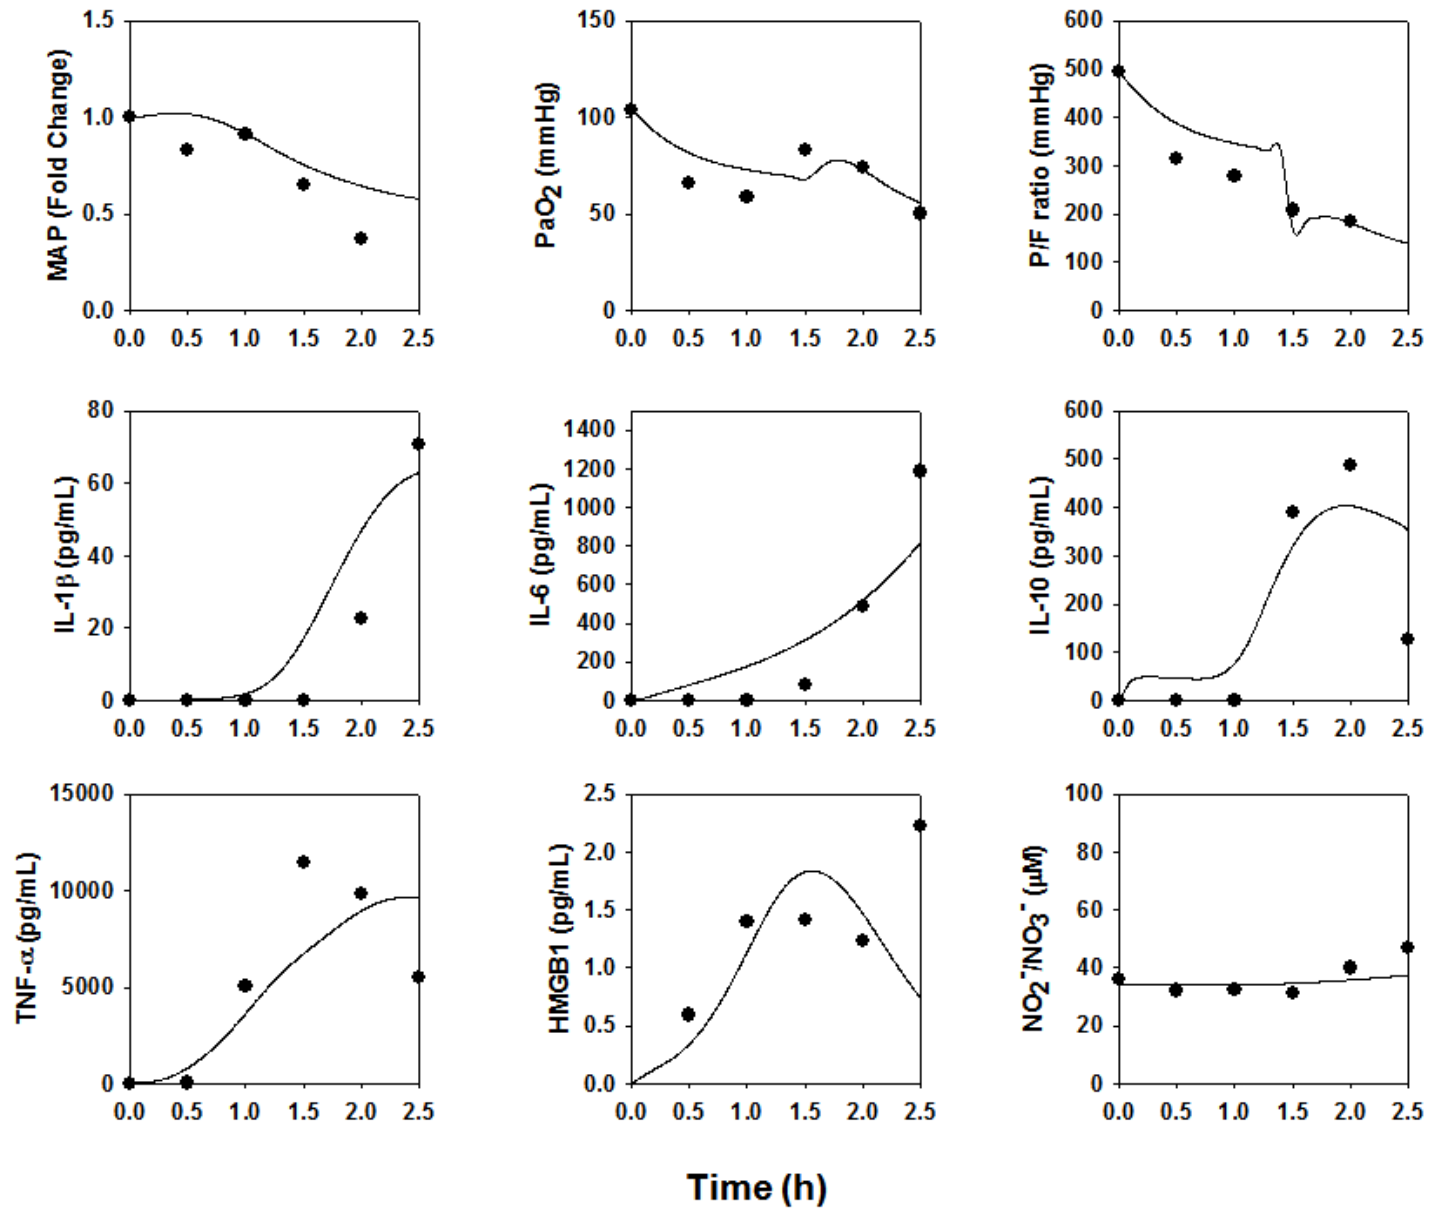 MAP (Fold Change)
1.5
1.0
0.5
0.0
0.0 0.5 1.0 1.5 2.0 2.5
PaO2 (mmHg)
150
100
50
0
0.0 0.5 1.0 1.5 2.0 2.5
P/F ratio (mmHg)
600
500
400
300
200
100
0
0.0 0.5 1.0 1.5 2.0 2.5
IL-1β (pg/mL)
80
60
40
20
0
0.0 0.5 1.0 1.5 2.0 2.5
IL-6 (pg/mL)
1400
1200
1000
800
600
400
200
0
0.0 0.5 1.0 1.5 2.0 2.5
IL-10 (pg/mL)
600
500
400
300
200
100
0
0.0 0.5 1.0 1.5 2.0 2.5
TNF-α (pg/mL)
15000
10000
5000
0
0.0 0.5 1.0 1.5 2.0 2.5
HMGB1 (pg/mL)
2.5
2.0
1.5
1.0
0.5
0.0
0.0 0.5 1.0 1.5 2.0 2.5
NO2-/NO3- (µM)
100
80
60
40
20
0
0.0 0.5 1.0 1.5 2.0 2.5
Time (h)